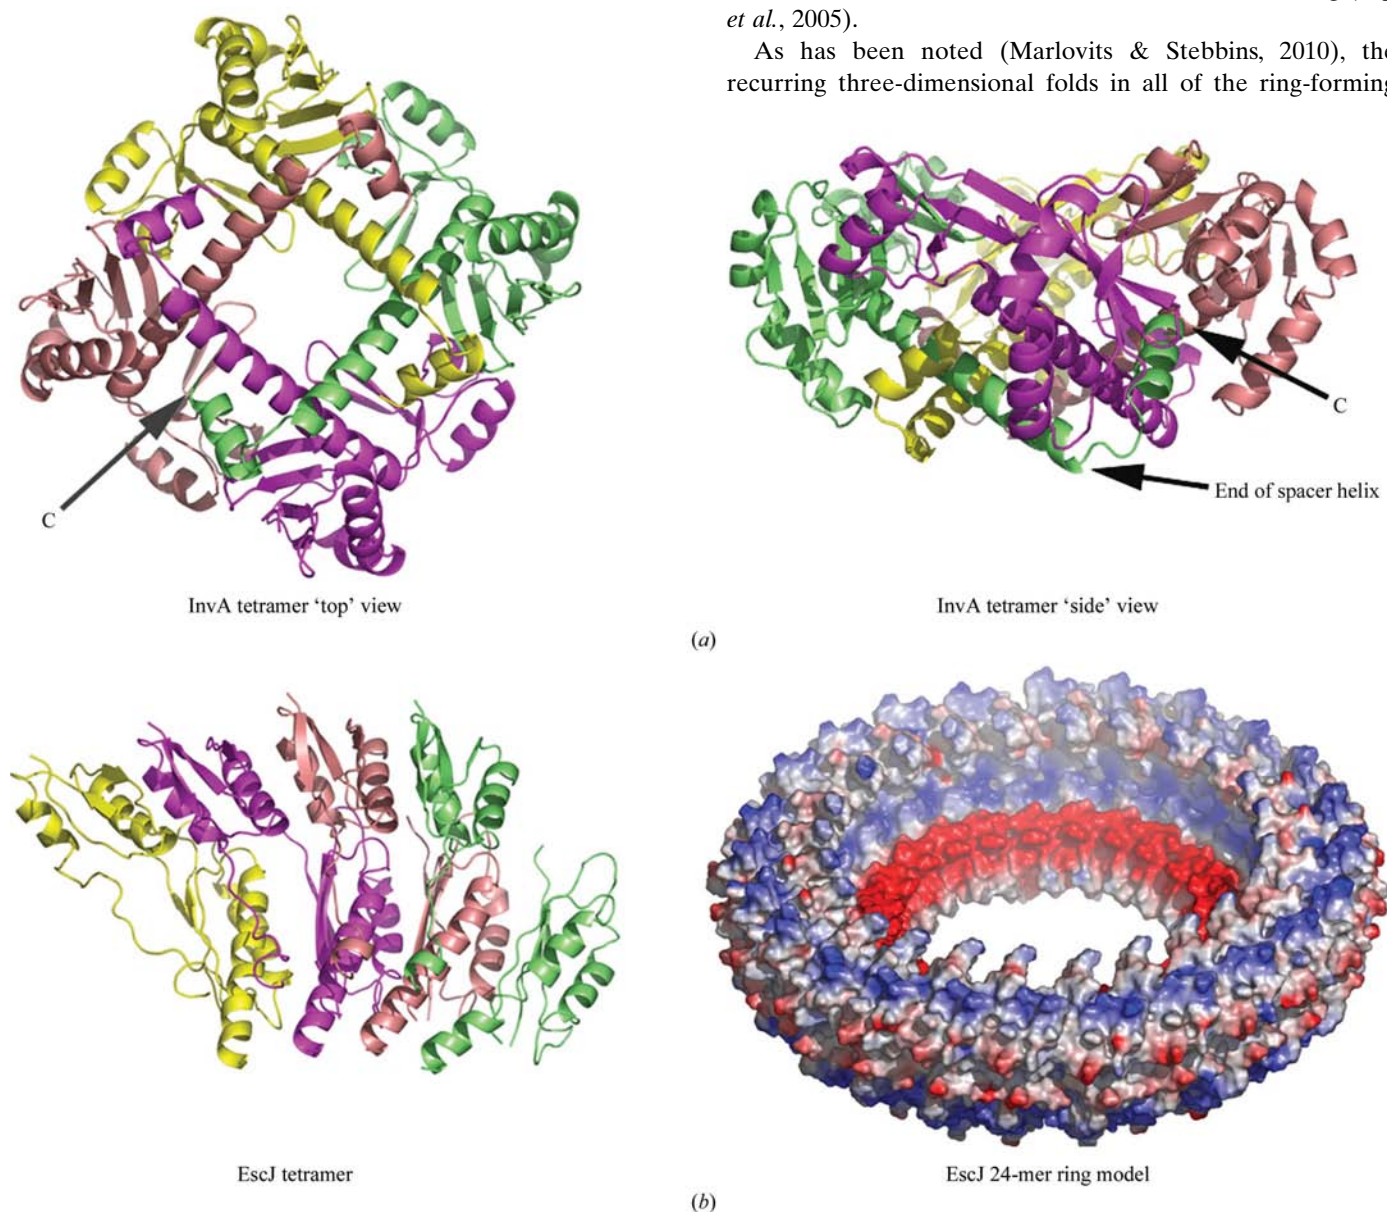 et al., 2005).
As has been noted (Marlovits & Stebbins, 2010), the
recurring three-dimensional folds in all of the ring-forming
C
C
End of spacer helix
InvA tetramer ‘top’ view
InvA tetramer ‘side’ view
(a)
EscJ tetramer
EscJ 24-mer ring model
(b)